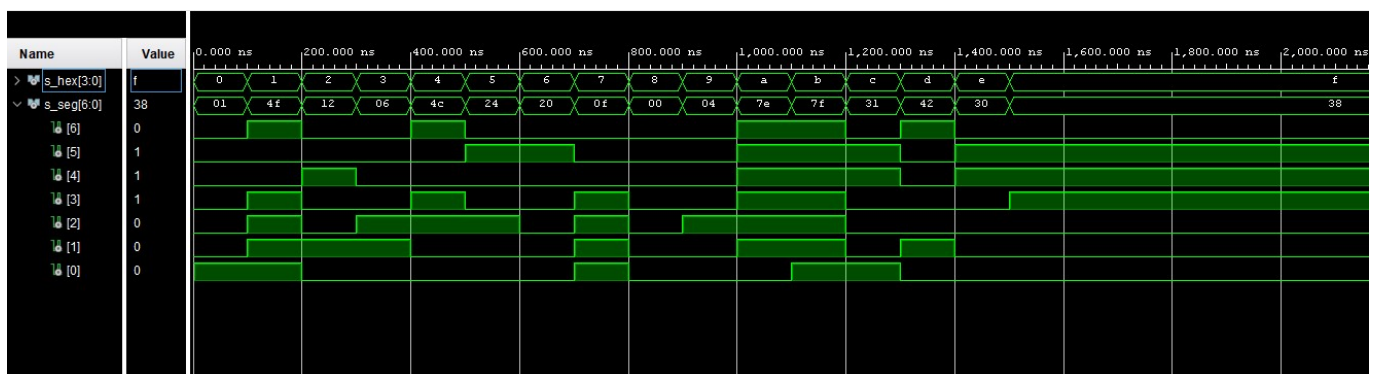 Name Value 0.000 ns 200.000 ns 400.000 ns 600.000 ns 800.000 ns 1,000.000 ns 1,200.000 ns 1,400.000 ns 1,600.000 ns 1,800.000 ns 2,000.000 ns
s_hex[3:0] f 0 1 2 3 4 5 6 7 8 9 a b c d e f
s_seg[6:0] 38 01 4f 12 06 4c 24 20 0f 00 04 7e 7f 31 42 30 38
[6] 0
[5] 1
[4] 1
[3] 1
[2] 0
[1] 0
[0] 0